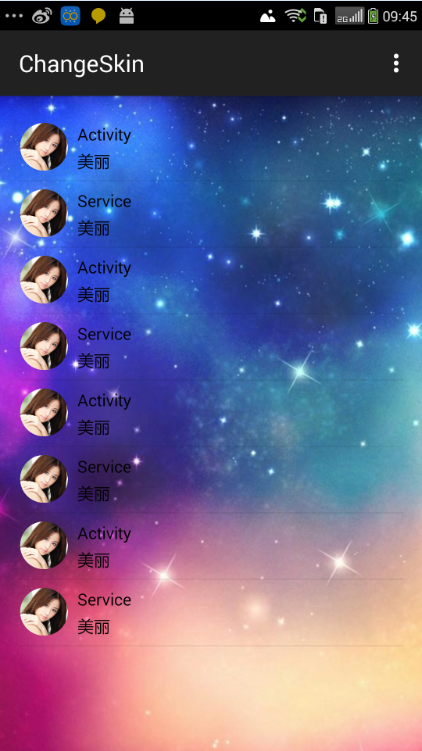 2G 09:45
ChangeSkin
Activity
美丽
Service
美丽
Activity
美丽
Service
美丽
Activity
美丽
Service
美丽
Activity
美丽
Service
美丽